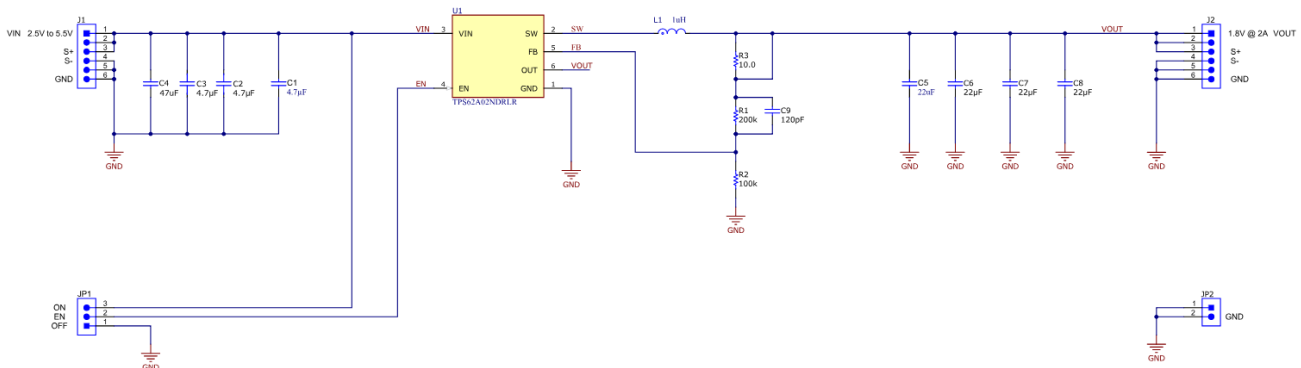 J1
VIN 2.5V to 5.5V
1
2
S+ 3
S- 4
5
GND 6
C4
47uF
C3
4.7µF
C2
4.7µF
C1
4.7µF
GND
U1
VIN 3 VIN
EN 4 EN
SW 2 SW
FB 5 FB
OUT 6 VOUT
GND 1
TPS62A02NDRLR
GND
L1 1uH
R3
10.0
R1
200k
C9
120pF
R2
100k
GND
C5
22uF
C6
22µF
C7
22µF
C8
22µF
GND
GND
GND
GND
VOUT
J2
1 1.8V @ 2A VOUT
2
3 S+
4 S-
5
6 GND
GND
JP1
ON 3
EN 2
OFF 1
GND
JP2
1
2 GND
GND